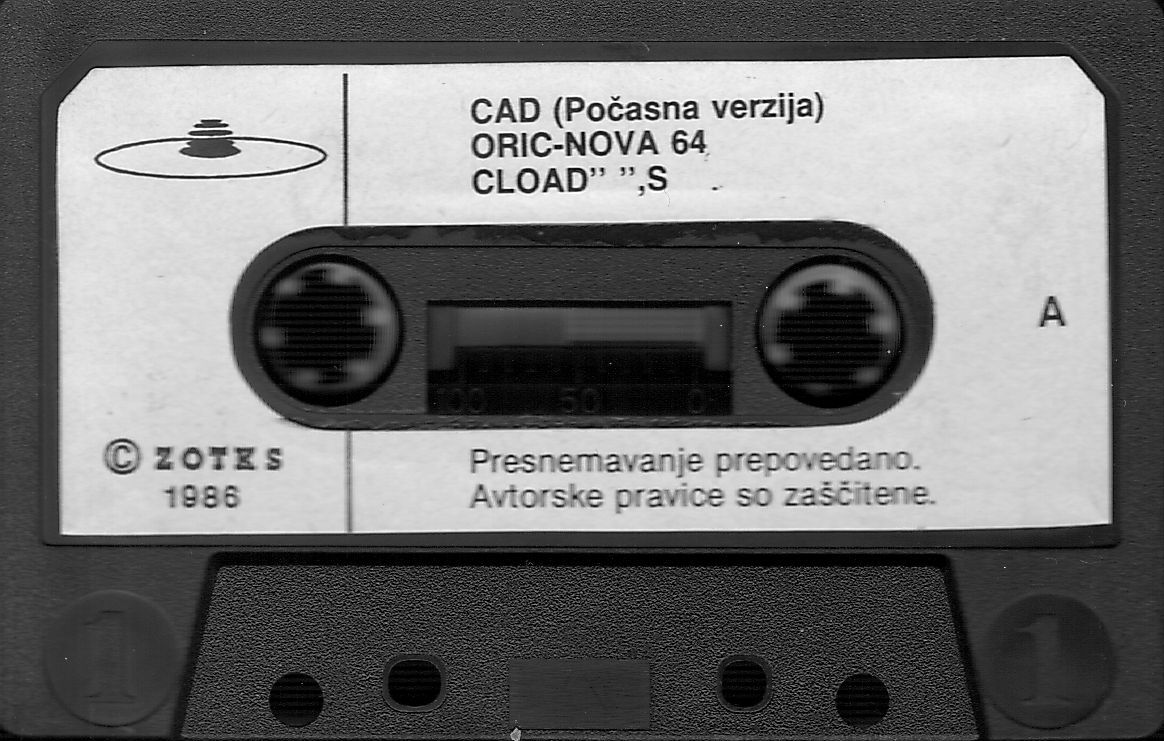 CAD (Počasna verzija)
ORIC-NOVA 64
CLOAD” ”,S
A
100 50 0
© ZOTKS
1986
Presnemavanje prepovedano.
Avtorske pravice so zaščitene.
1 1